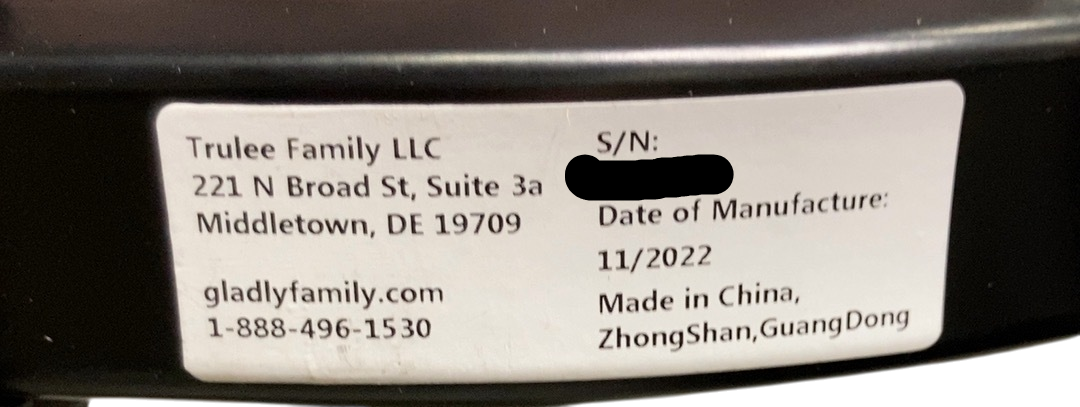 Trulee Family LLC
221 N Broad St, Suite 3a
Middletown, DE 19709
gladlyfamily.com
1-888-496-1530
S/N:
Date of Manufacture:
11/2022
Made in China,
ZhongShan,GuangDong